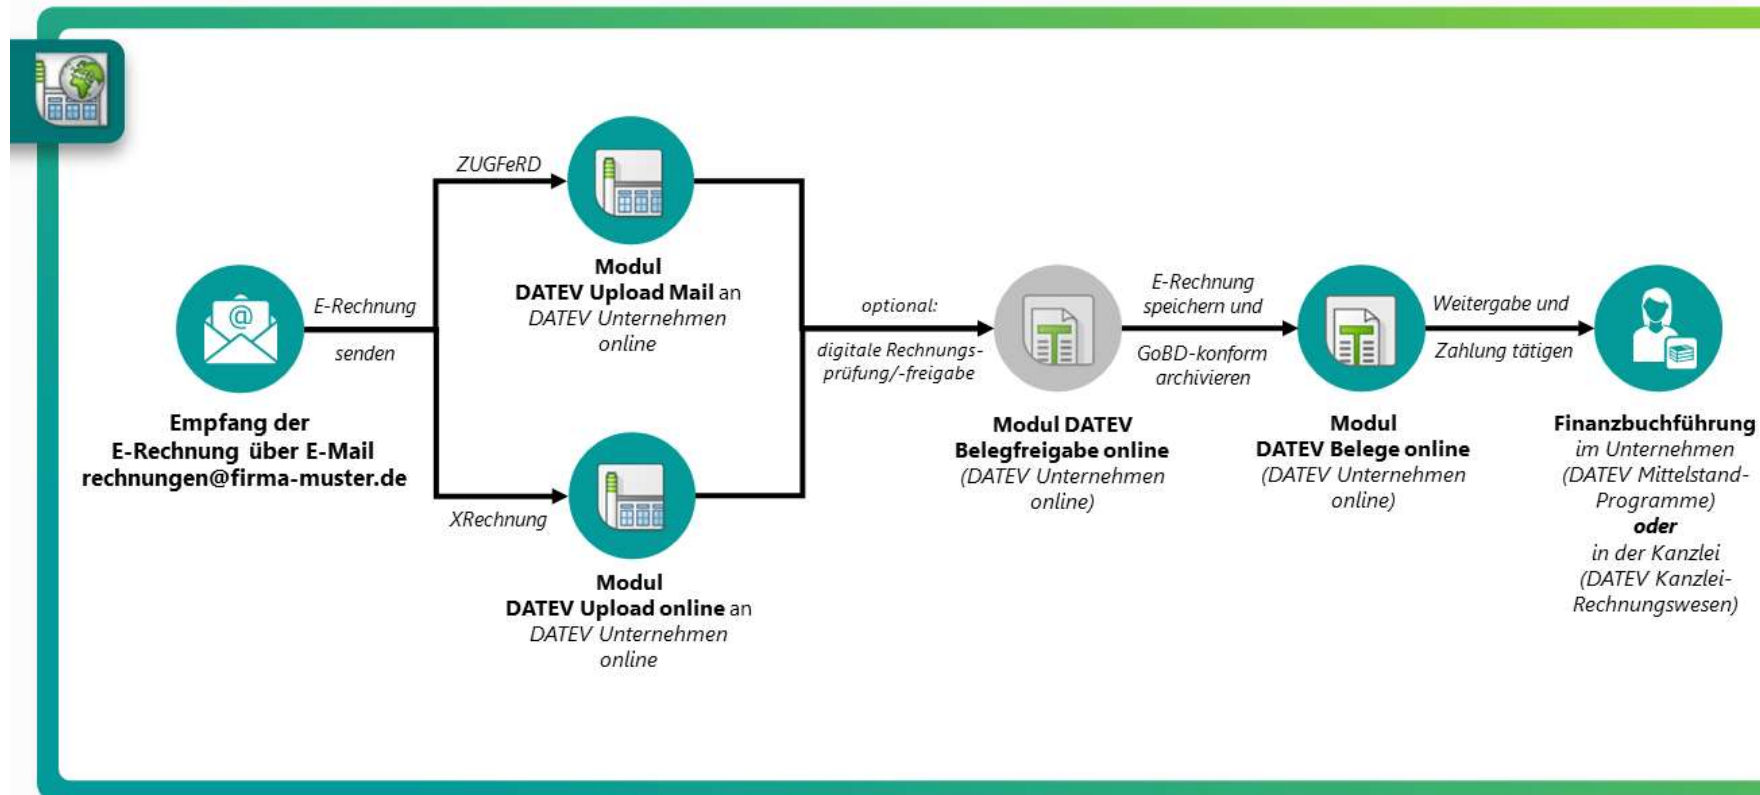 E-Rechnung
senden
Empfang der
E-Rechnung über E-Mail
rechnungen@firma-muster.de
ZUGFeRD
Modul
DATEV Upload Mail an
DATEV Unternehmen
online
XRechnung
Modul
DATEV Upload online an
DATEV Unternehmen
online
optional:
digitale Rechnungs-
prüfung/-freigabe
Modul DATEV
Belegfreigabe online
(DATEV Unternehmen
online)
E-Rechnung
speichern und
GoBD-konform
archivieren
Modul
DATEV Belege online
(DATEV Unternehmen
online)
Weitergabe und
Zahlung tätigen
Finanzbuchführung
im Unternehmen
(DATEV Mittelstand-
Programme)
oder
in der Kanzlei
(DATEV Kanzlei-
Rechnungswesen)